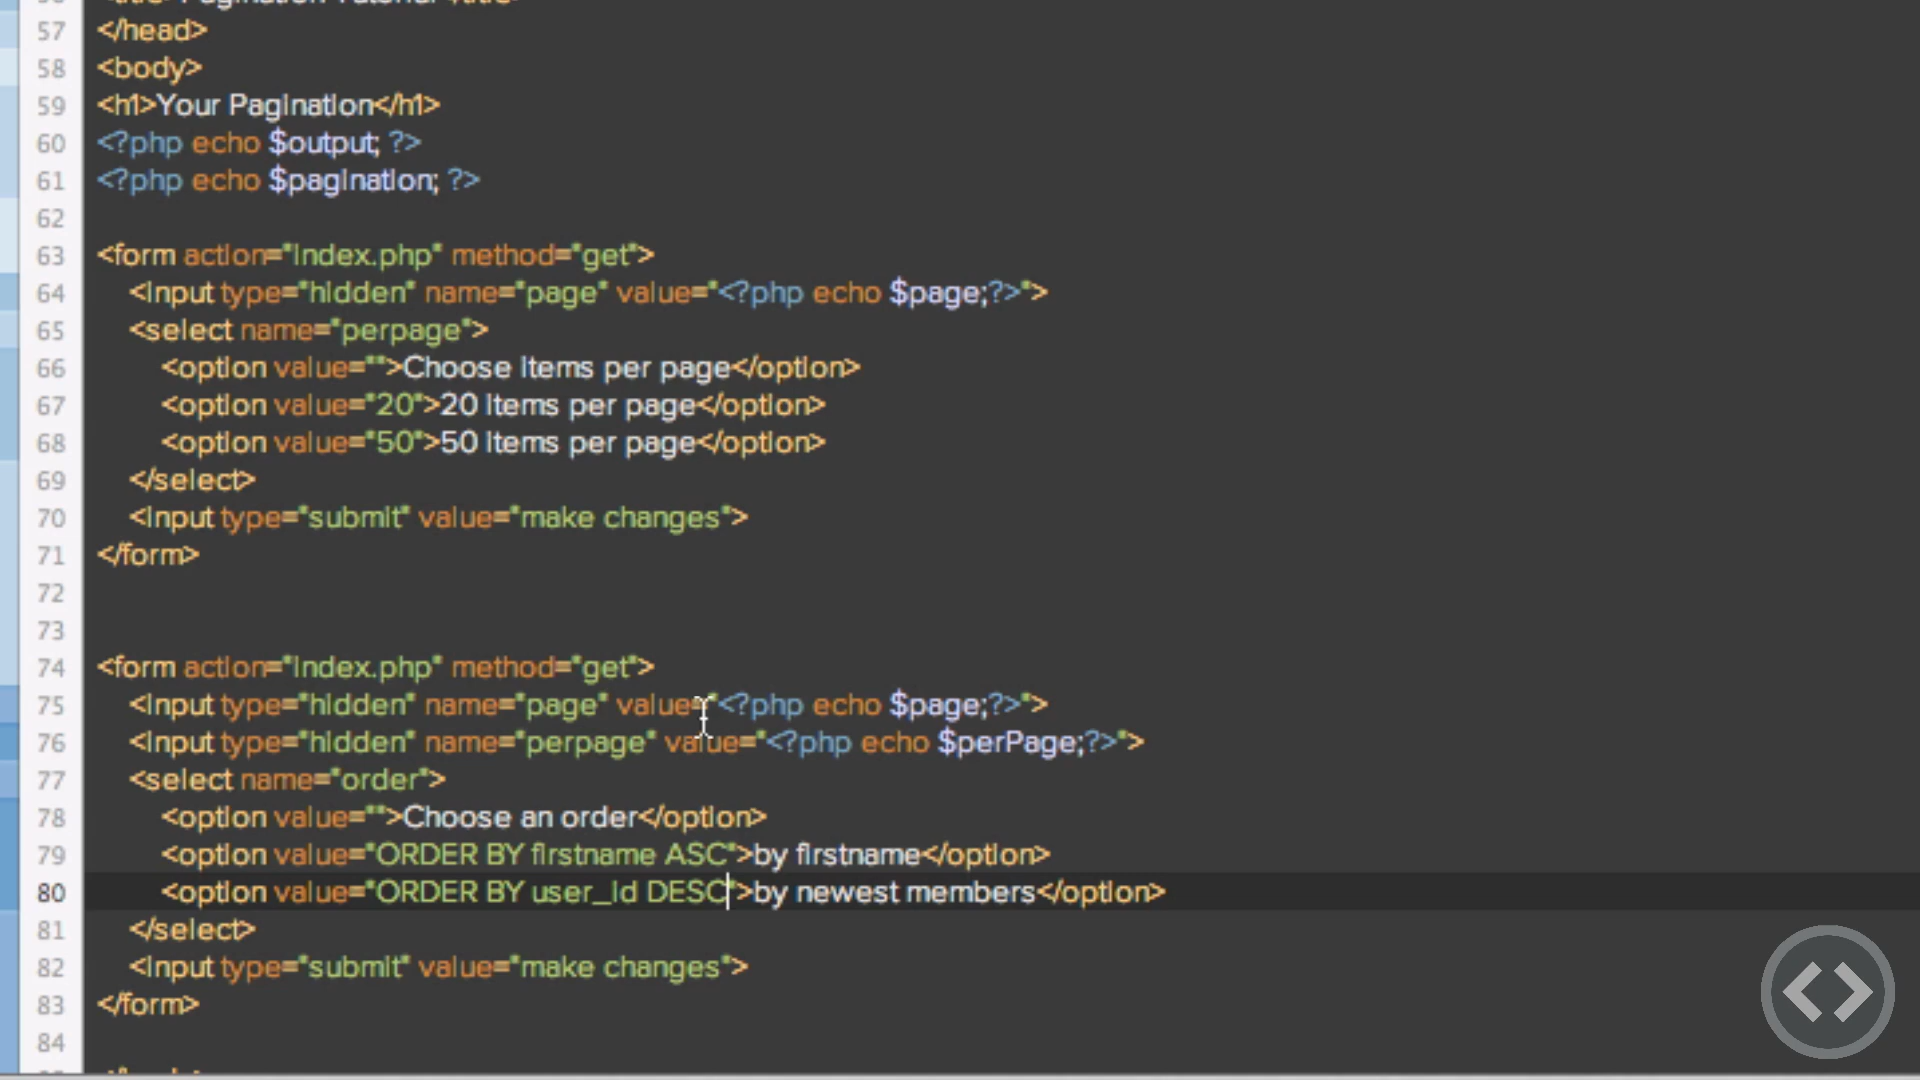 57 </head>
58 <body>
59 <h1>Your Pagination</h1>
60 <?php echo $output; ?>
61 <?php echo $pagination; ?>
62
63 <form action="index.php" method="get">
64 <input type="hidden" name="page" value="<?php echo $page;?>">
65 <select name="perpage">
66 <option value="">Choose items per page</option>
67 <option value="20">20 items per page</option>
68 <option value="50">50 items per page</option>
69 </select>
70 <input type="submit" value="make changes">
71 </form>
72
73
74 <form action="index.php" method="get">
75 <input type="hidden" name="page" value="<?php echo $page;?>">
76 <input type="hidden" name="perpage" value="<?php echo $perPage;?>">
77 <select name="order">
78 <option value="">Choose an order</option>
79 <option value="ORDER BY firstname ASC">by firstname</option>
80 <option value="ORDER BY user_id DESC">by newest members</option>
81 </select>
82 <input type="submit" value="make changes">
83 </form>
84